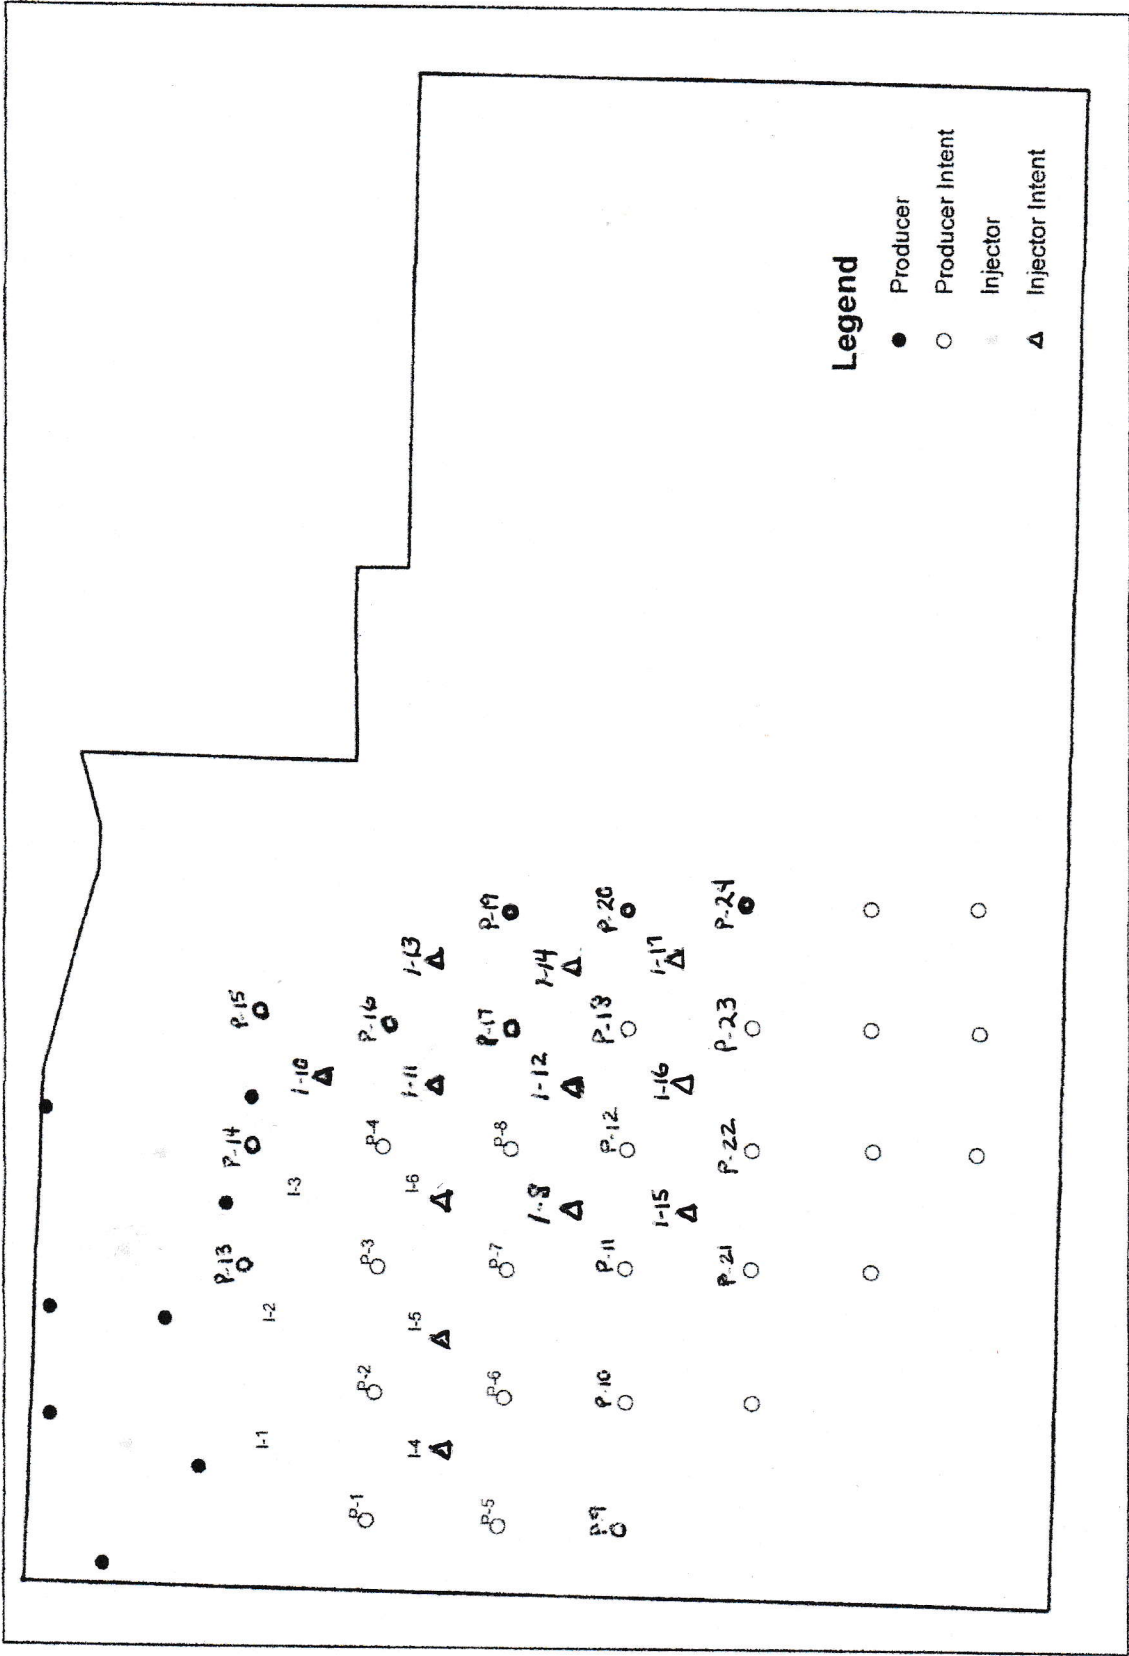 P-13
P-14
P-15
I-1
I-2
I-3
I-10
P-1
P-2
P-3
P-4
P-16
I-4
I-5
I-6
I-11
I-13
P-5
P-6
P-7
P-8
P-17
P-19
I-8
I-12
I-14
P-9
P-10
P-11
P-12
P-18
P-20
I-15
I-16
I-17
P-21
P-22
P-23
P-24
Legend
Producer
Producer Intent
Injector
Injector Intent